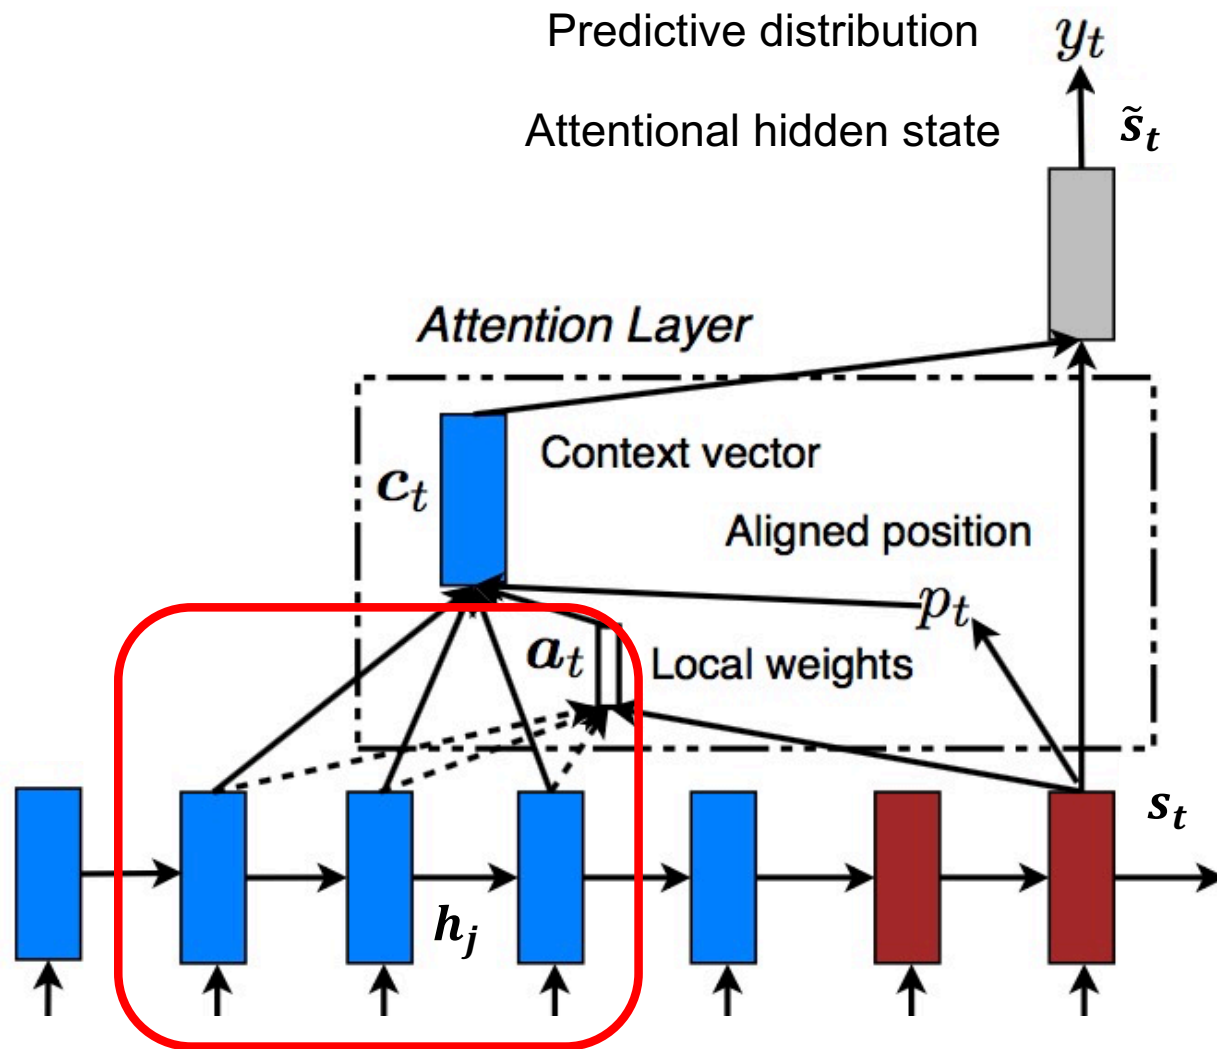 Predictive distribution y_t
Attentional hidden state s̃_t
Attention Layer
Context vector
c_t
Aligned position
p_t
a_t Local weights
s_t
h_j